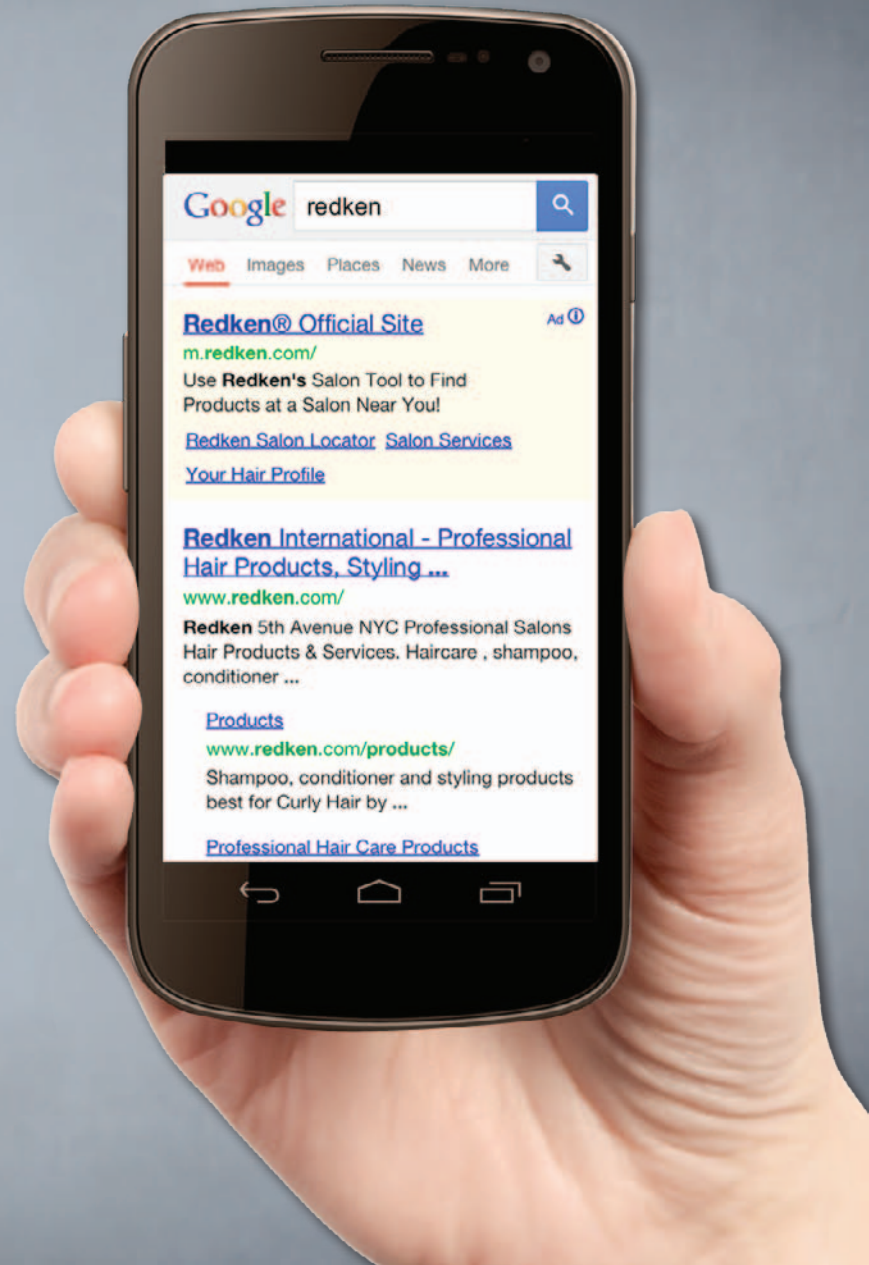 Google redken
Web Images Places News More
Redken® Official Site Ad
m.redken.com/
Use Redken's Salon Tool to Find
Products at a Salon Near You!
Redken Salon Locator Salon Services
Your Hair Profile
Redken International - Professional
Hair Products, Styling ...
www.redken.com/
Redken 5th Avenue NYC Professional Salons
Hair Products & Services. Haircare , shampoo,
conditioner ...
Products
www.redken.com/products/
Shampoo, conditioner and styling products
best for Curly Hair by ...
Professional Hair Care Products